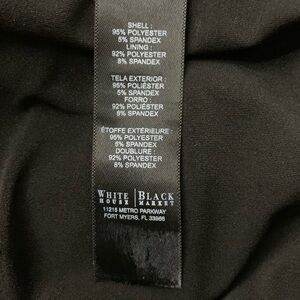 SHELL :
95% POLYESTER
5% SPANDEX
LINING :
92% POLYESTER
8% SPANDEX
TELA EXTERIOR :
95% POLIÉSTER
5% SPANDEX
FORRO :
92% POLIÉSTER
8% SPANDEX
ÉTOFFE EXTÉRIEURE :
95% POLYESTER
5% SPANDEX
DOUBLURE :
92% POLYESTER
8% SPANDEX
WHITE | BLACK
HOUSE | MARKET
11215 METRO PARKWAY
FORT MYERS, FL 33966